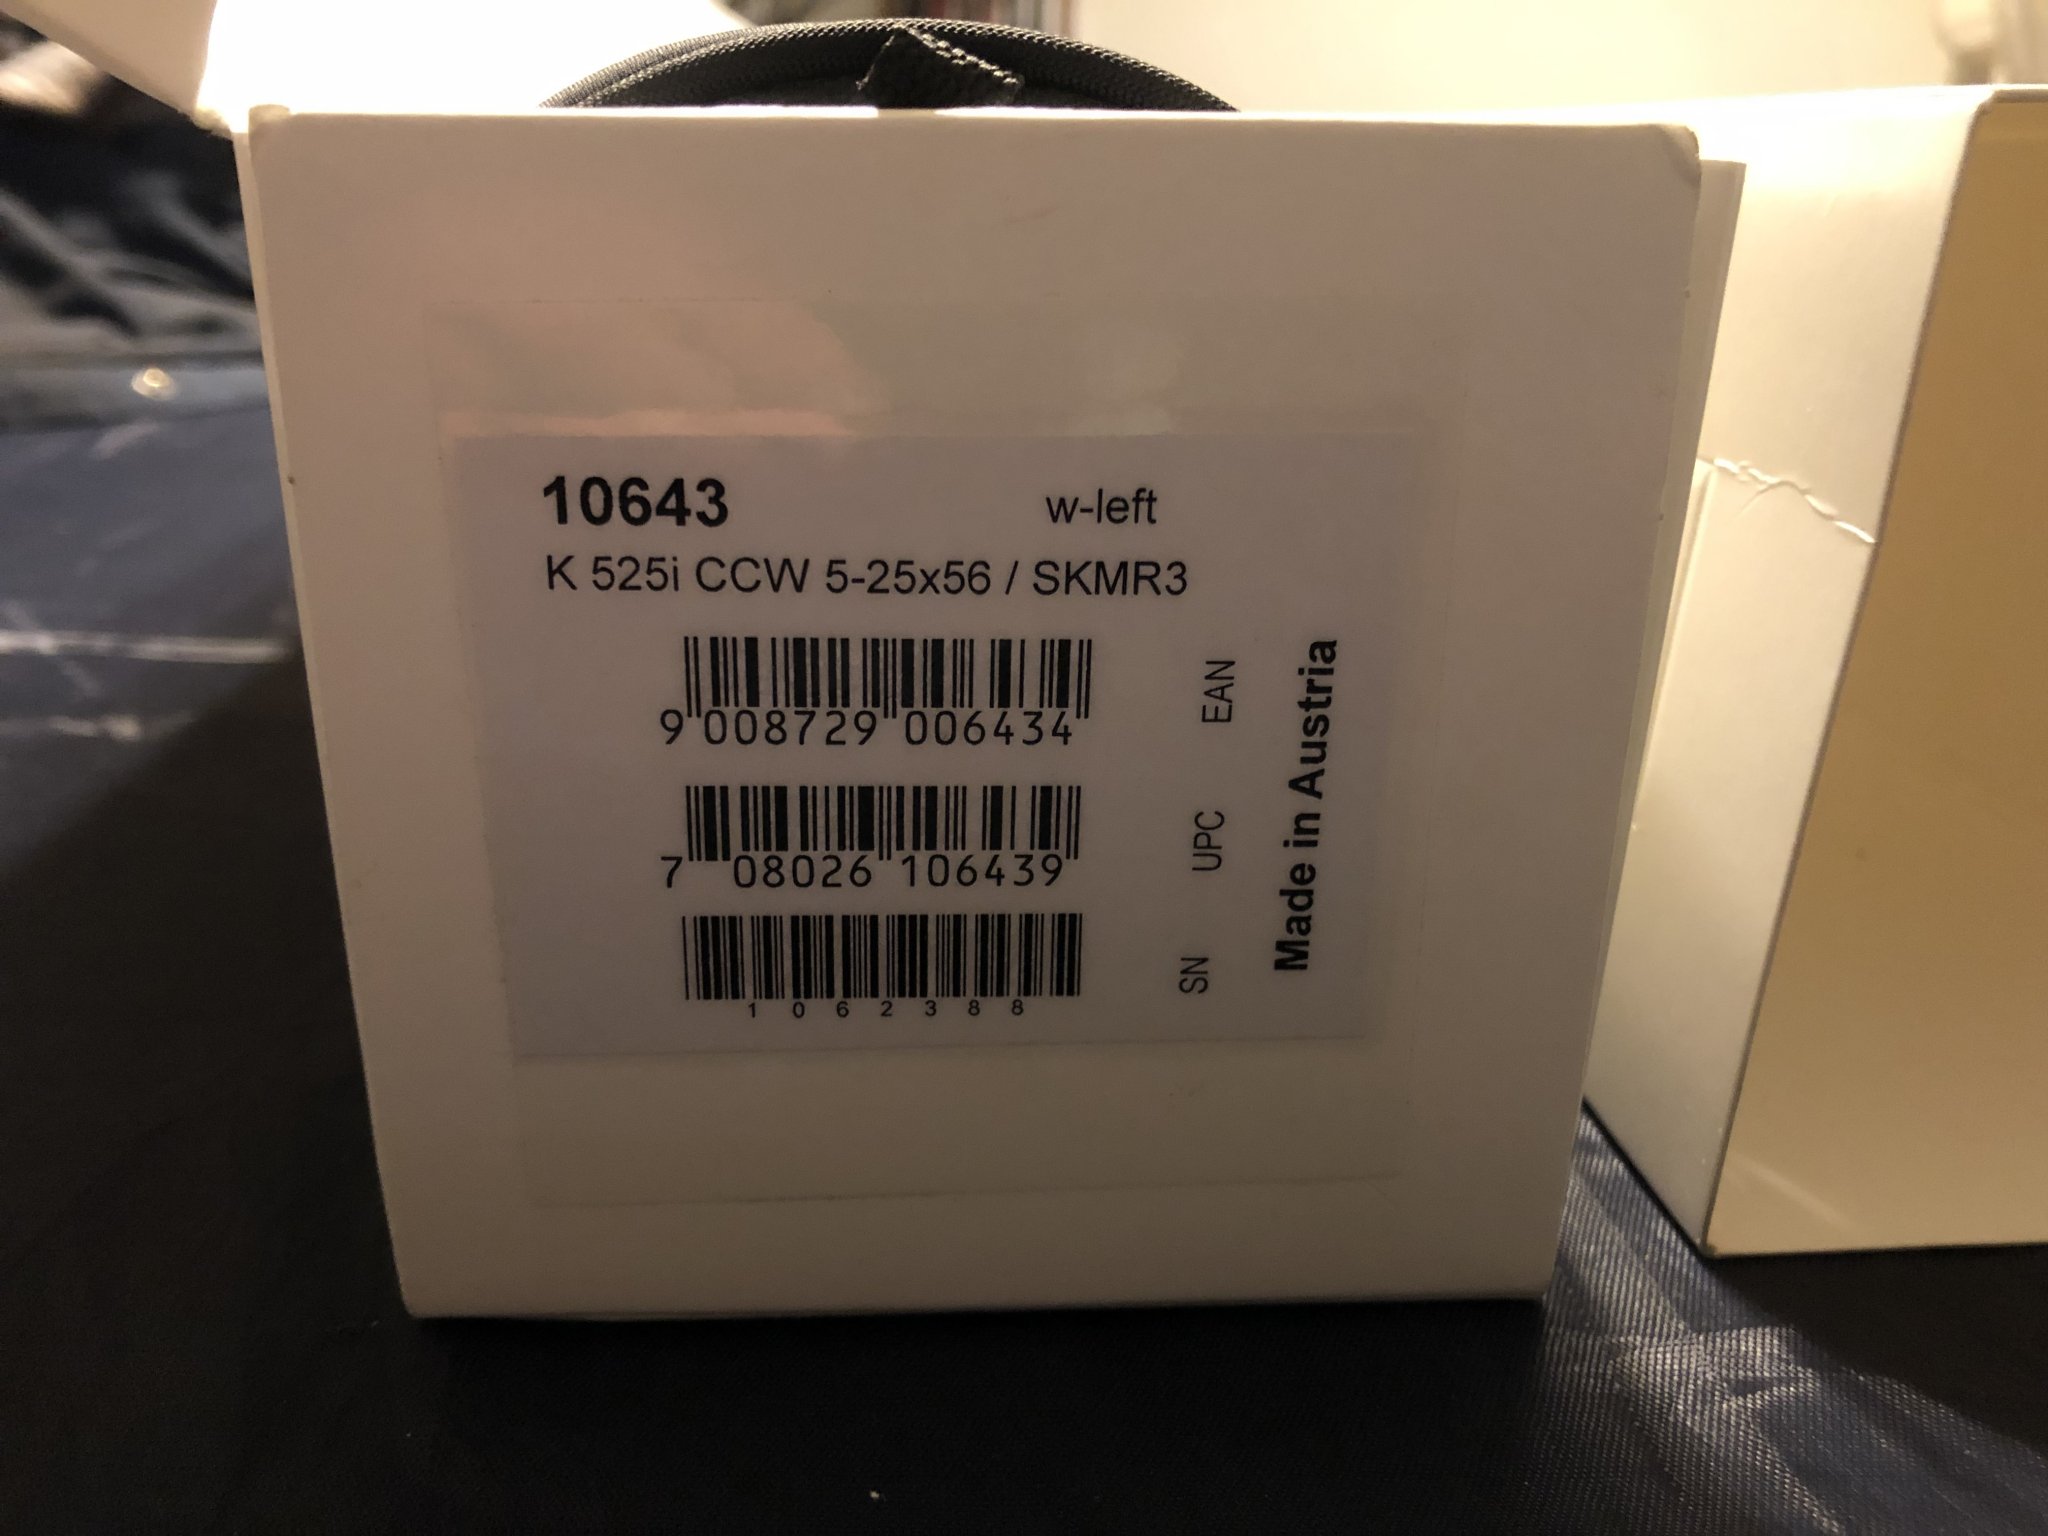 10643 w-left
K 525i CCW 5-25x56 / SKMR3
9 008729 006434 EAN
7 08026 106439 UPC
1062388 SN
Made in Austria